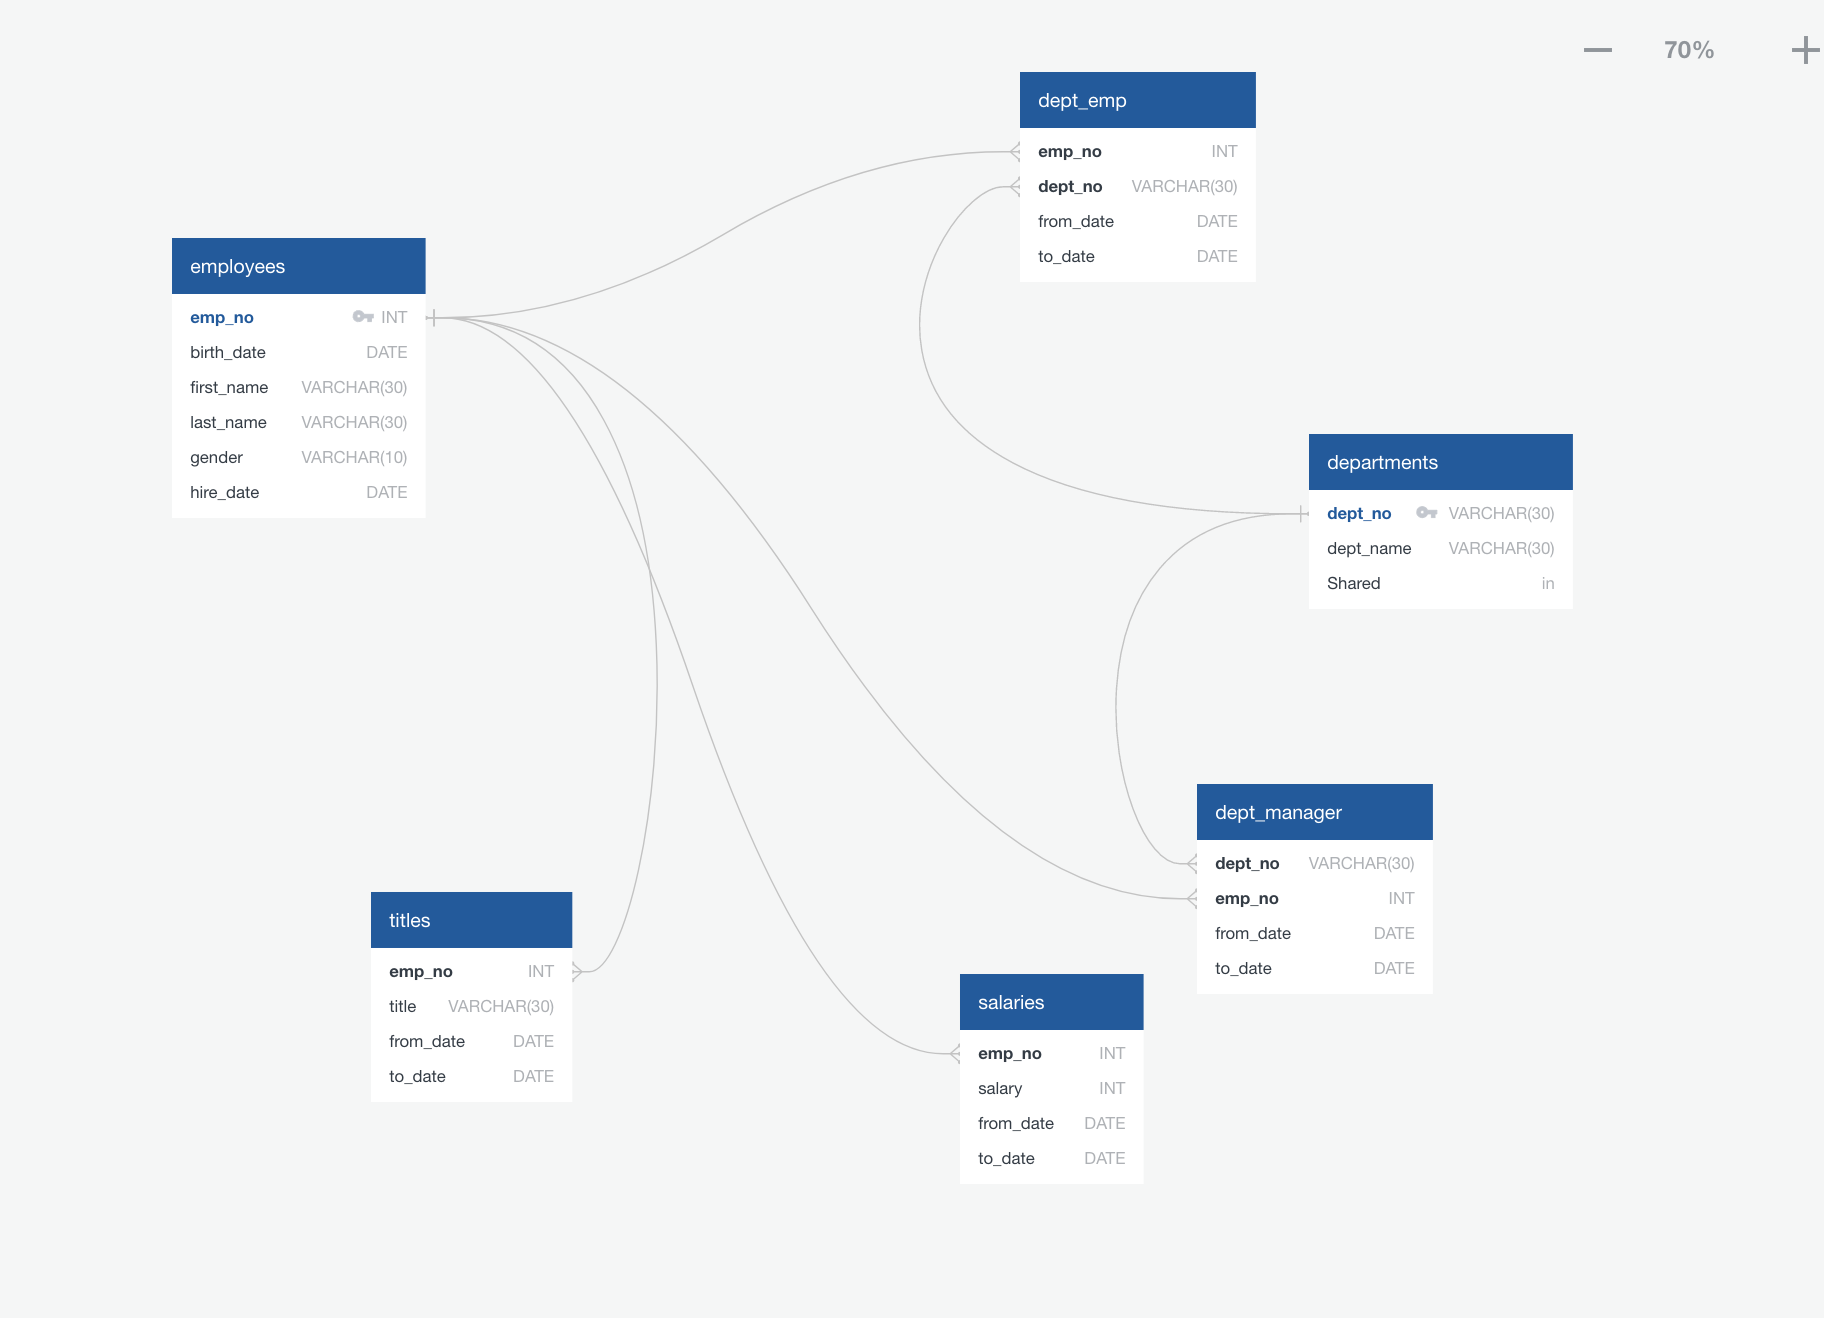 70%
dept_emp
emp_no INT
dept_no VARCHAR(30)
from_date DATE
to_date DATE
employees
emp_no INT
birth_date DATE
first_name VARCHAR(30)
last_name VARCHAR(30)
gender VARCHAR(10)
hire_date DATE
departments
dept_no VARCHAR(30)
dept_name VARCHAR(30)
Shared in
dept_manager
dept_no VARCHAR(30)
emp_no INT
from_date DATE
to_date DATE
titles
emp_no INT
title VARCHAR(30)
from_date DATE
to_date DATE
salaries
emp_no INT
salary INT
from_date DATE
to_date DATE